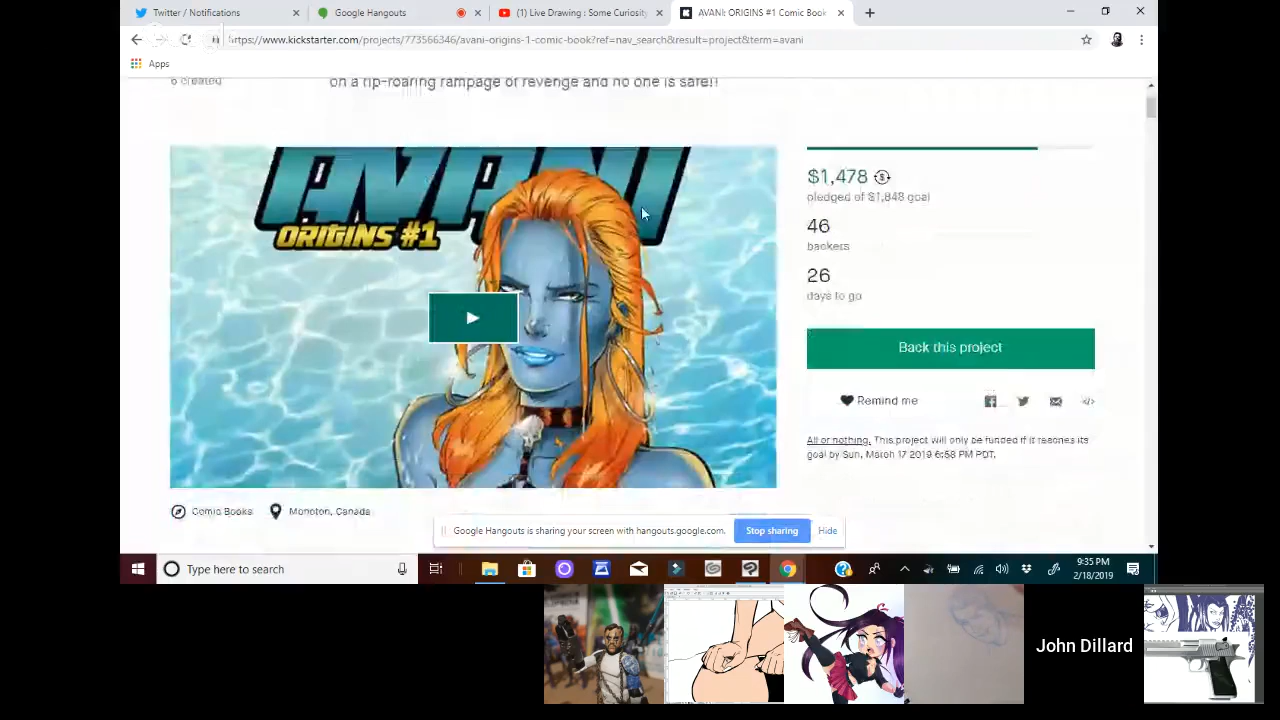 Twitter / Notifications
Google Hangouts
(1) Live Drawing : Some Curiosity
AVANI: ORIGINS #1 Comic Book
https://www.kickstarter.com/projects/773566346/avani-origins-1-comic-book?ref=nav_search&result=project&term=avani
Apps
6 created
on a rip-roaring rampage of revenge and no one is safe!!
AVANI
ORIGINS #1
$1,478
pledged of $1,848 goal
46
backers
26
days to go
Back this project
Remind me
All or nothing. This project will only be funded if it reaches its
goal by Sun, March 17 2019 6:58 PM PDT.
Comic Books
Moncton, Canada
Google Hangouts is sharing your screen with hangouts.google.com.
Stop sharing
Hide
Type here to search
9:35 PM
2/18/2019
John Dillard